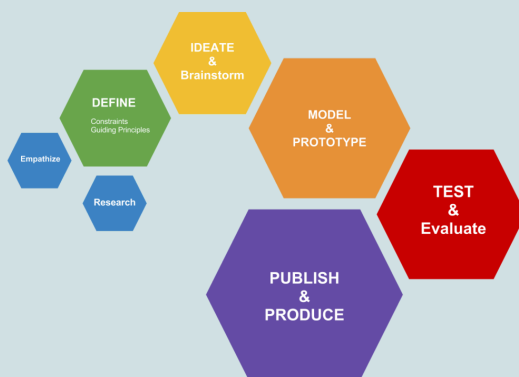 IDEATE
&
Brainstorm
DEFINE
Constraints
Guiding Principles
MODEL
&
PROTOTYPE
Empathize
Research
TEST
&
Evaluate
PUBLISH
&
PRODUCE